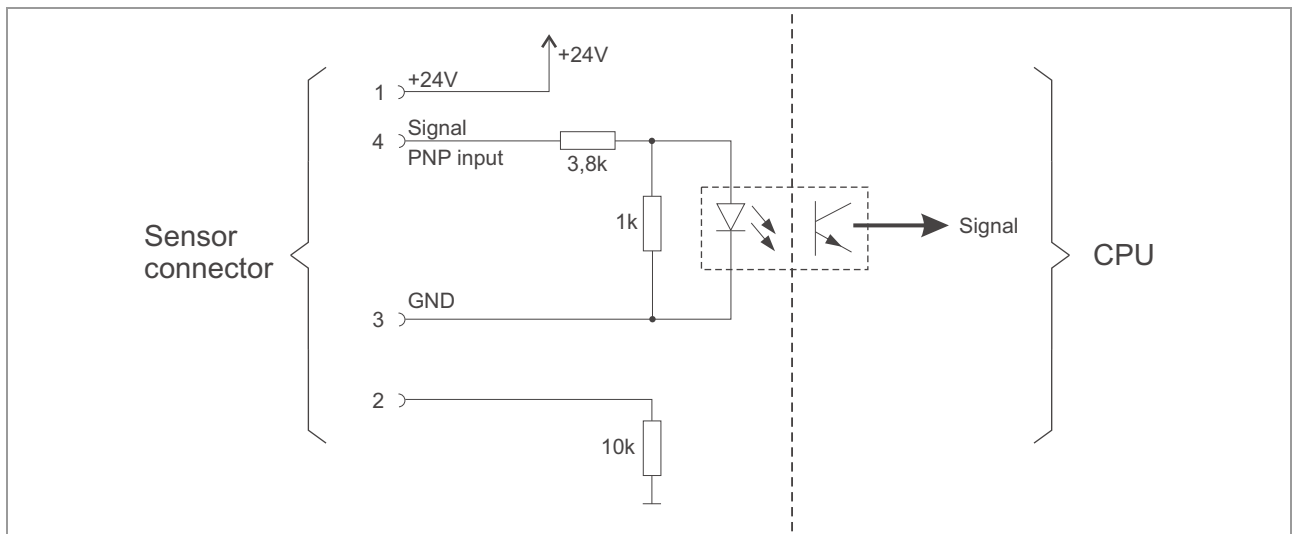 +24V
1
+24V
4
Signal
PNP input
3,8k
1k
Signal
Sensor
connector
CPU
3
GND
2
10k